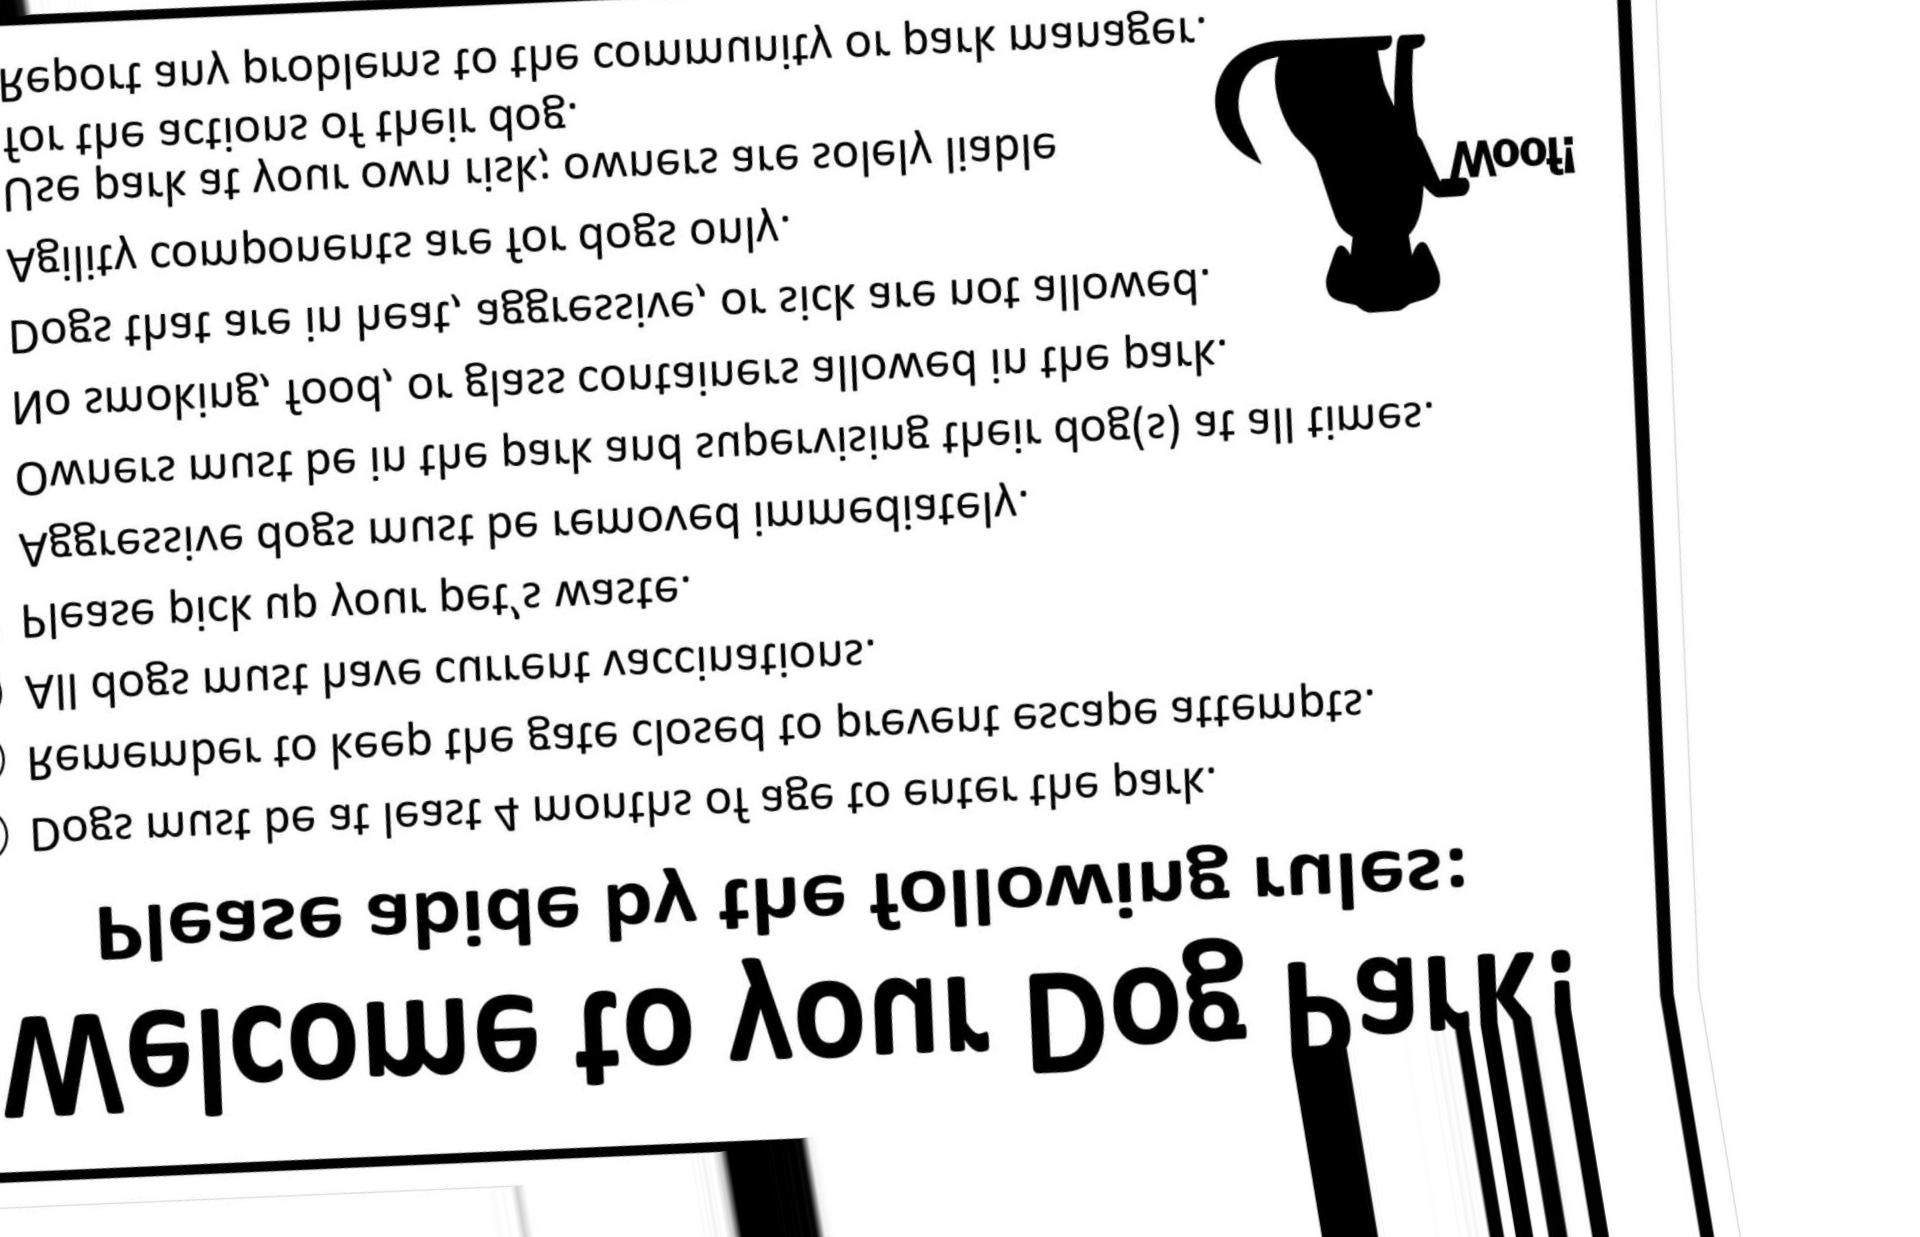 Welcome to your Dog Park!
Please abide by the following rules:
Dogs must be at least 4 months of age to enter the park.
Remember to keep the gate closed to prevent escape attempts.
All dogs must have current vaccinations.
Please pick up your pet's waste.
Aggressive dogs must be removed immediately.
Owners must be in the park and supervising their dog(s) at all times.
No smoking, food, or glass containers allowed in the park.
Dogs that are in heat, aggressive, or sick are not allowed.
Agility components are for dogs only.
Use park at your own risk; owners are solely liable
for the actions of their dog.
Report any problems to the community or park manager.
Woof!